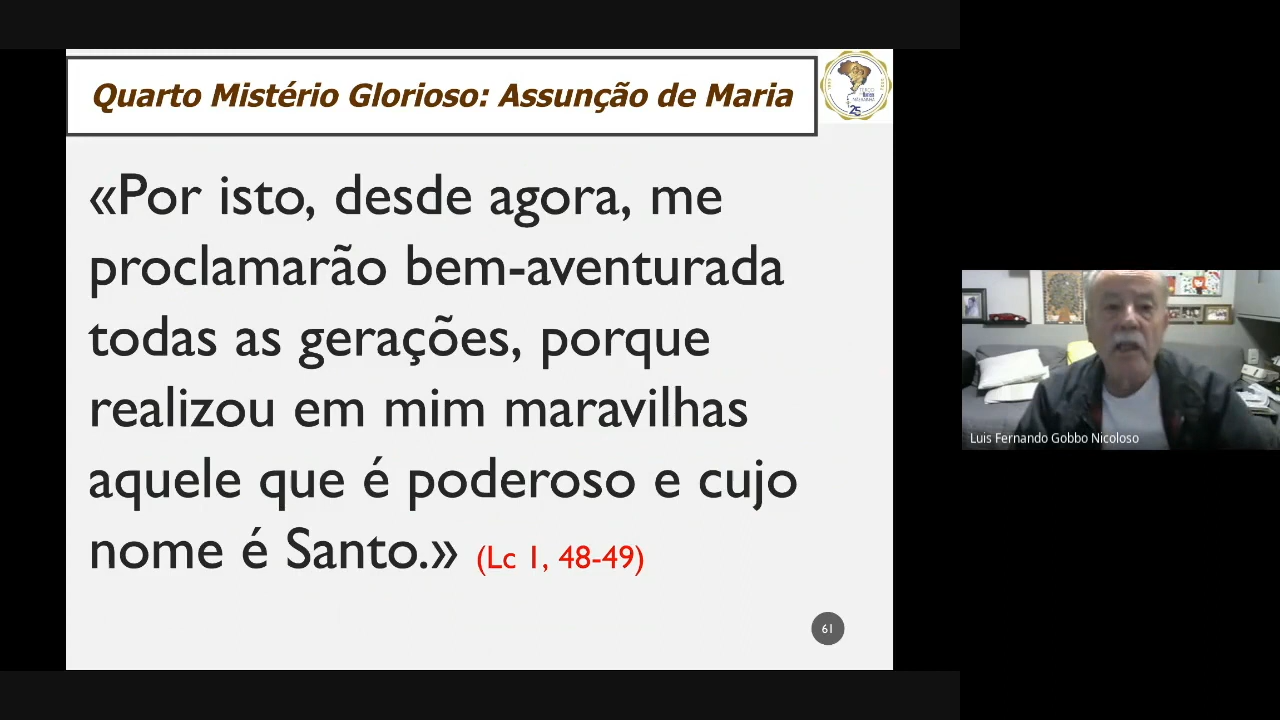 Quarto Mistério Glorioso: Assunção de Maria
25
«Por isto, desde agora, me
proclamarão bem-aventurada
todas as gerações, porque
realizou em mim maravilhas
aquele que é poderoso e cujo
nome é Santo.» (Lc 1, 48-49)
61
Luis Fernando Gobbo Nicoloso